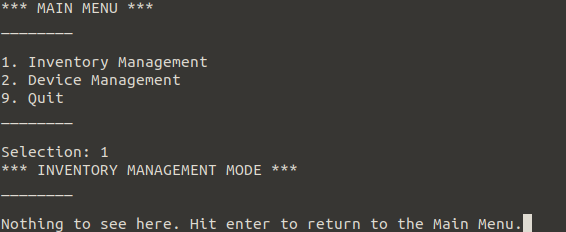 *** MAIN MENU ***
________
1. Inventory Management
2. Device Management
9. Quit
________
Selection: 1
*** INVENTORY MANAGEMENT MODE ***
________
Nothing to see here. Hit enter to return to the Main Menu.